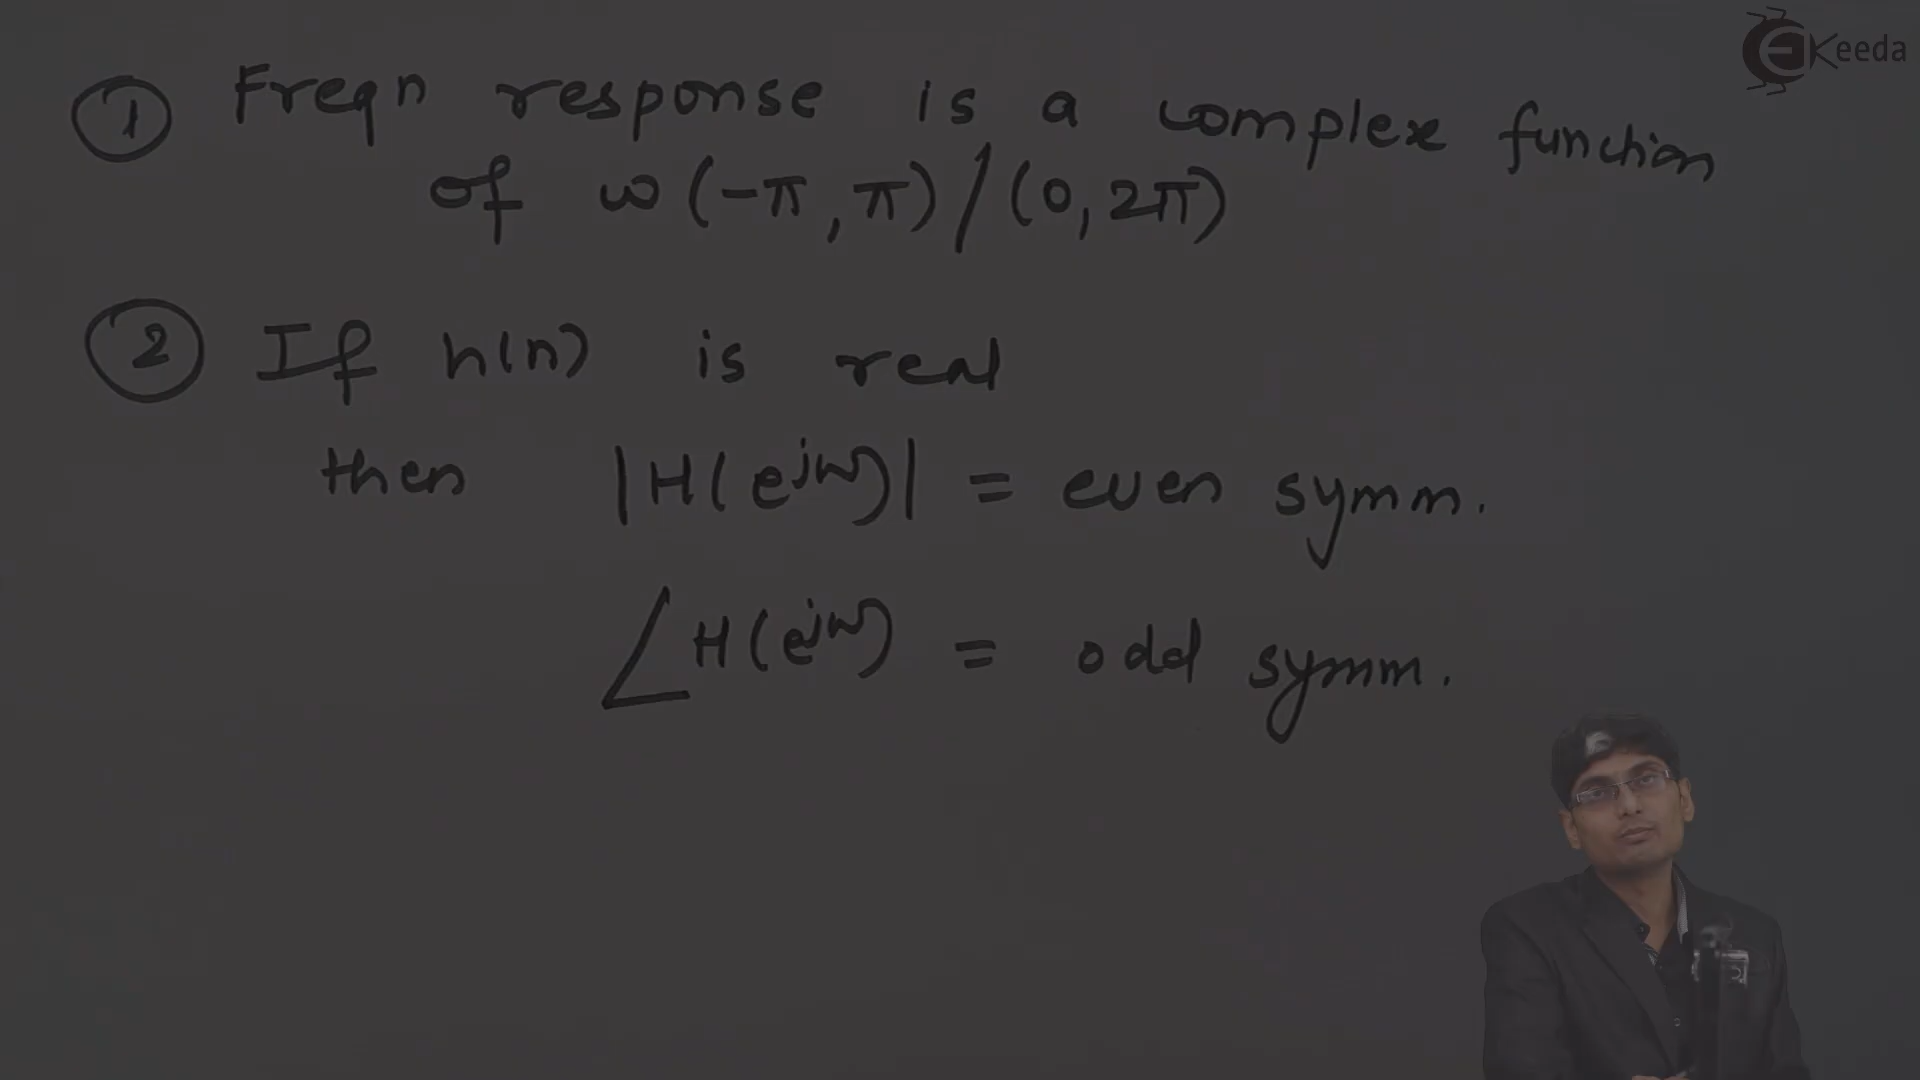 Ekeeda
① Freqn response is a complex function
of ω (-π, π) / (0, 2π)
② If h(n) is real
then |H(e^jω)| = even symm.
∠H(e^jω) = odd symm.